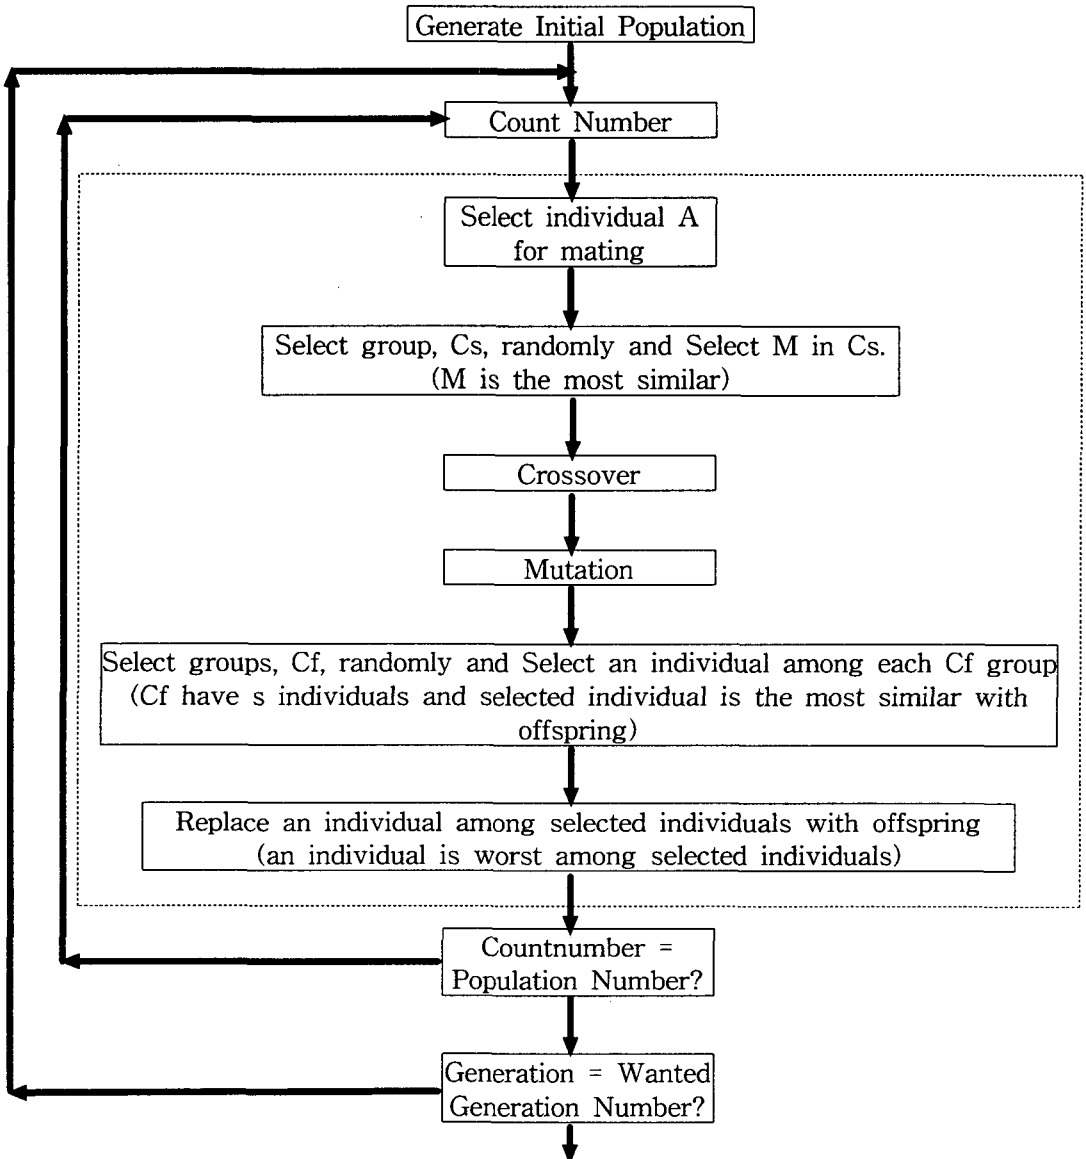 Generate Initial Population
Count Number
Select individual A
for mating
Select group, Cs, randomly and Select M in Cs.
(M is the most similar)
Crossover
Mutation
Select groups, Cf, randomly and Select an individual among each Cf group
(Cf have s individuals and selected individual is the most similar with
offspring)
Replace an individual among selected individuals with offspring
(an individual is worst among selected individuals)
Countnumber =
Population Number?
Generation = Wanted
Generation Number?